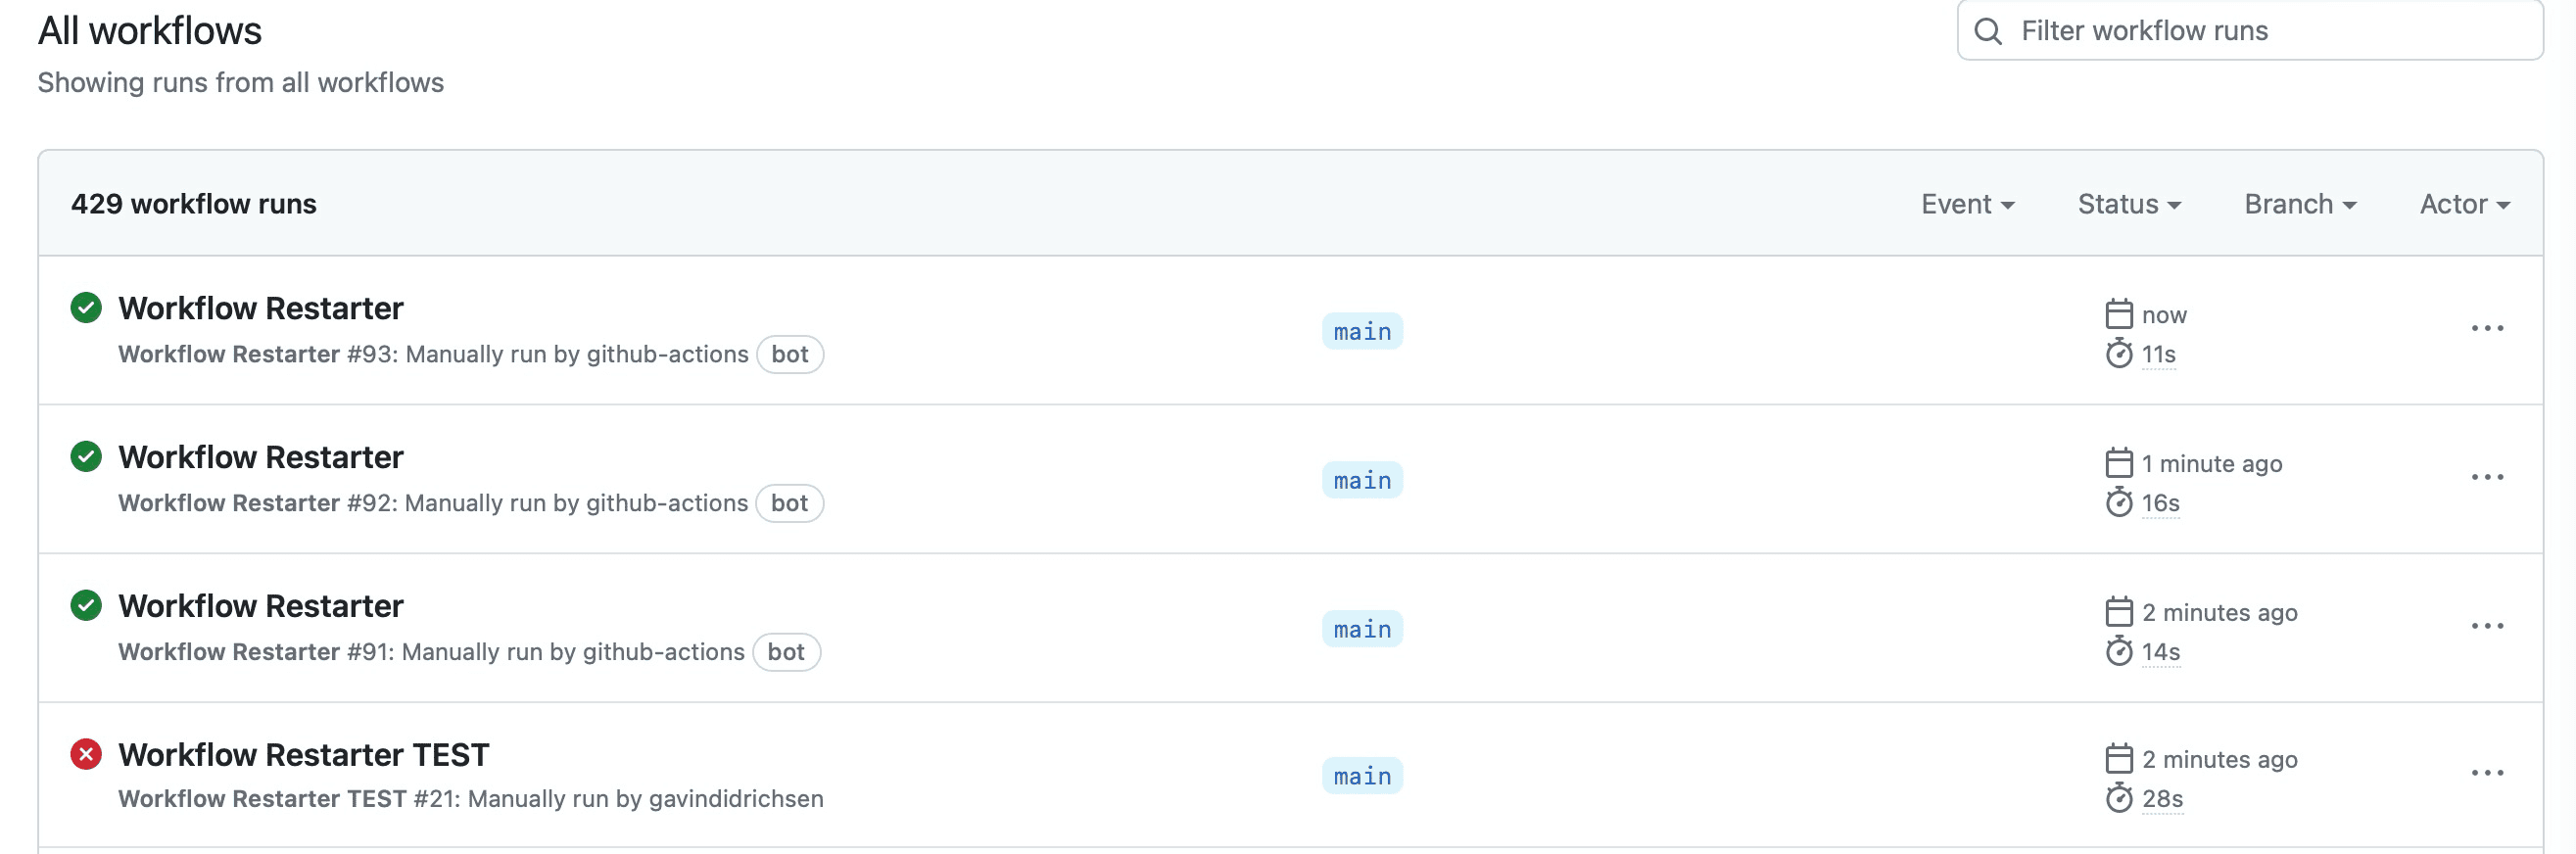 All workflows
Filter workflow runs
Showing runs from all workflows
429 workflow runs
Event
Status
Branch
Actor
Workflow Restarter
Workflow Restarter #93: Manually run by github-actions bot
main
now
11s
Workflow Restarter
Workflow Restarter #92: Manually run by github-actions bot
main
1 minute ago
16s
Workflow Restarter
Workflow Restarter #91: Manually run by github-actions bot
main
2 minutes ago
14s
Workflow Restarter TEST
Workflow Restarter TEST #21: Manually run by gavindidrichsen
main
2 minutes ago
28s